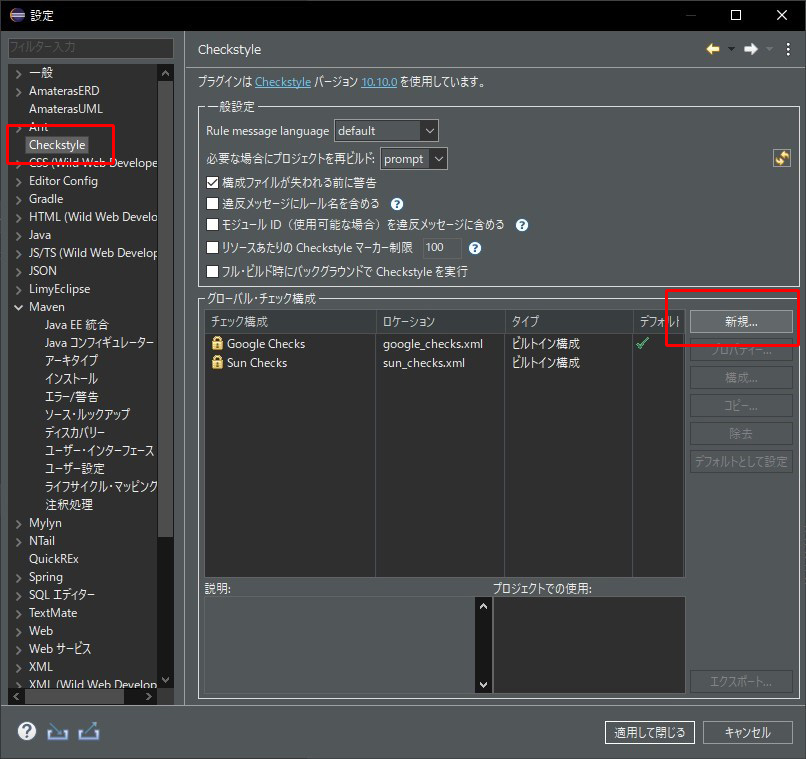 設定
フィルター入力
一般
AmaterasERD
AmaterasUML
Ant
Checkstyle
CSS (Wild Web Develope
Editor Config
Gradle
HTML (Wild Web Develo
Java
JS/TS (Wild Web Develop
JSON
LimyEclipse
Maven
Java EE 統合
Java コンフィギュレーター
アーキタイプ
インストール
エラー/警告
ソース・ルックアップ
ディスカバリー
ユーザー・インターフェース
ユーザー設定
ライフサイクル・マッピング
注釈処理
Mylyn
NTail
QuickREx
Spring
SQL エディター
TextMate
Web
Web サービス
XML
XML (Wild Web Develop
Checkstyle
プラグインは Checkstyle バージョン 10.10.0 を使用しています。
一般設定
Rule message language default
必要な場合にプロジェクトを再ビルド: prompt
構成ファイルが失われる前に警告
違反メッセージにルール名を含める
モジュール ID（使用可能な場合）を違反メッセージに含める
リソースあたりの Checkstyle マーカー制限 100
フル・ビルド時にバックグラウンドで Checkstyle を実行
グローバル・チェック構成
チェック構成 ロケーション タイプ デフォルト
Google Checks google_checks.xml ビルトイン構成
Sun Checks sun_checks.xml ビルトイン構成
新規...
プロパティー...
構成...
コピー...
除去
デフォルトとして設定
説明:
プロジェクトでの使用:
エクスポート...
適用して閉じる
キャンセル